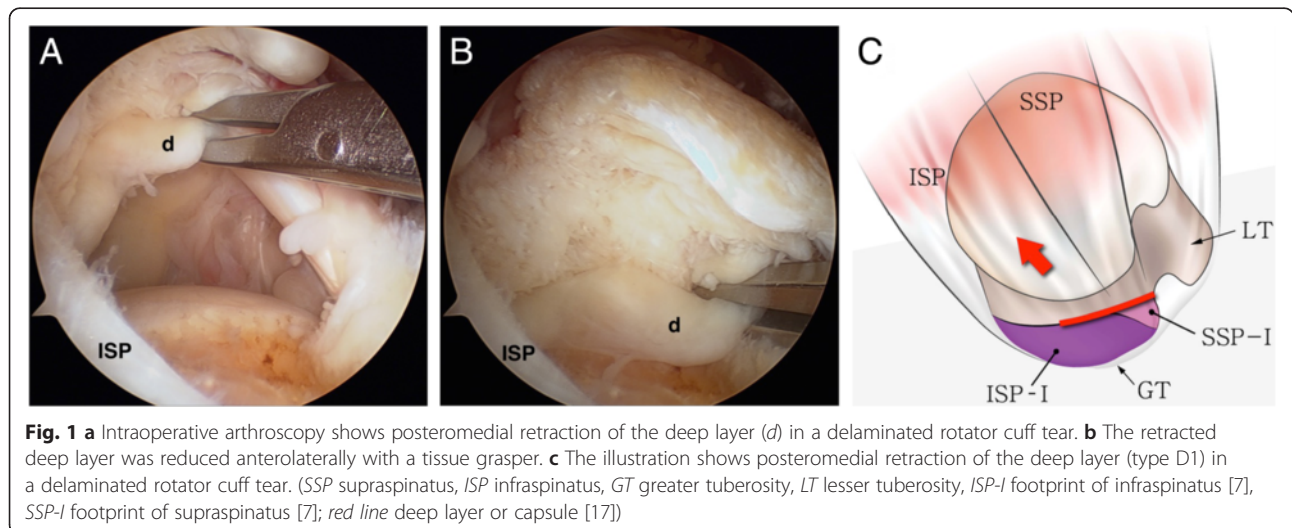 A
d
ISP
B
d
ISP
C
SSP
ISP
LT
SSP-I
ISP-I
GT
Fig. 1 a Intraoperative arthroscopy shows posteromedial retraction of the deep layer (d) in a delaminated rotator cuff tear. b The retracted
deep layer was reduced anterolaterally with a tissue grasper. c The illustration shows posteromedial retraction of the deep layer (type D1) in
a delaminated rotator cuff tear. (SSP supraspinatus, ISP infraspinatus, GT greater tuberosity, LT lesser tuberosity, ISP-I footprint of infraspinatus [7],
SSP-I footprint of supraspinatus [7]; red line deep layer or capsule [17])